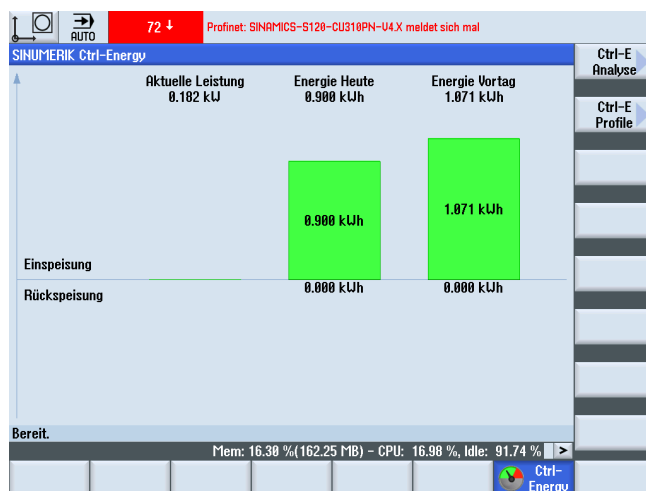 AUTO
72 ↓
Profinet: SINAMICS-S120-CU310PN-V4.X meldet sich mal
SINUMERIK Ctrl-Energy
Ctrl-E
Analyse
Ctrl-E
Profile
Aktuelle Leistung Energie Heute Energie Vortag
0.182 kW 0.900 kWh 1.071 kWh
0.900 kWh 1.071 kWh
Einspeisung
Rückspeisung 0.000 kWh 0.000 kWh
Bereit.
Mem: 16.30 %(162.25 MB) - CPU: 16.98 %, Idle: 91.74 % >
Ctrl-
Energy